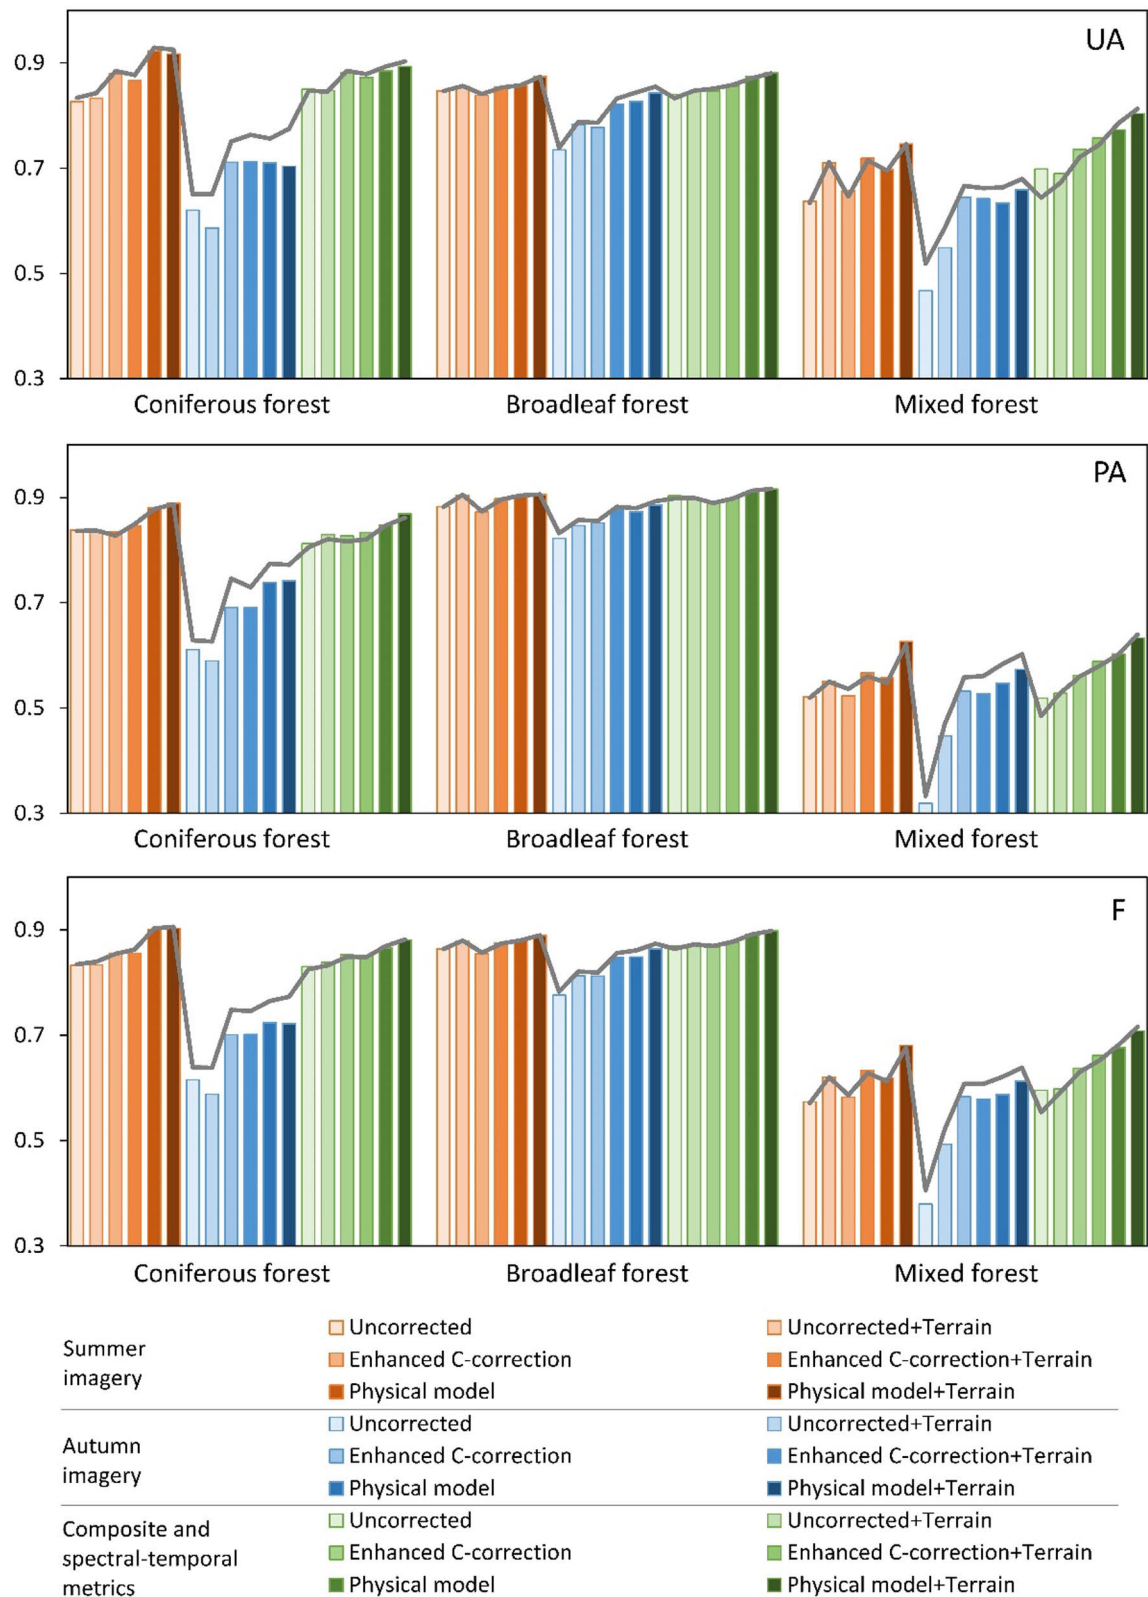 UA
0.9
0.7
0.5
0.3
Coniferous forest Broadleaf forest Mixed forest
PA
0.9
0.7
0.5
0.3
Coniferous forest Broadleaf forest Mixed forest
F
0.9
0.7
0.5
0.3
Coniferous forest Broadleaf forest Mixed forest
Summer
imagery
Uncorrected Uncorrected+Terrain
Enhanced C-correction Enhanced C-correction+Terrain
Physical model Physical model+Terrain
Autumn
imagery
Uncorrected Uncorrected+Terrain
Enhanced C-correction Enhanced C-correction+Terrain
Physical model Physical model+Terrain
Composite and
spectral-temporal
metrics
Uncorrected Uncorrected+Terrain
Enhanced C-correction Enhanced C-correction+Terrain
Physical model Physical model+Terrain